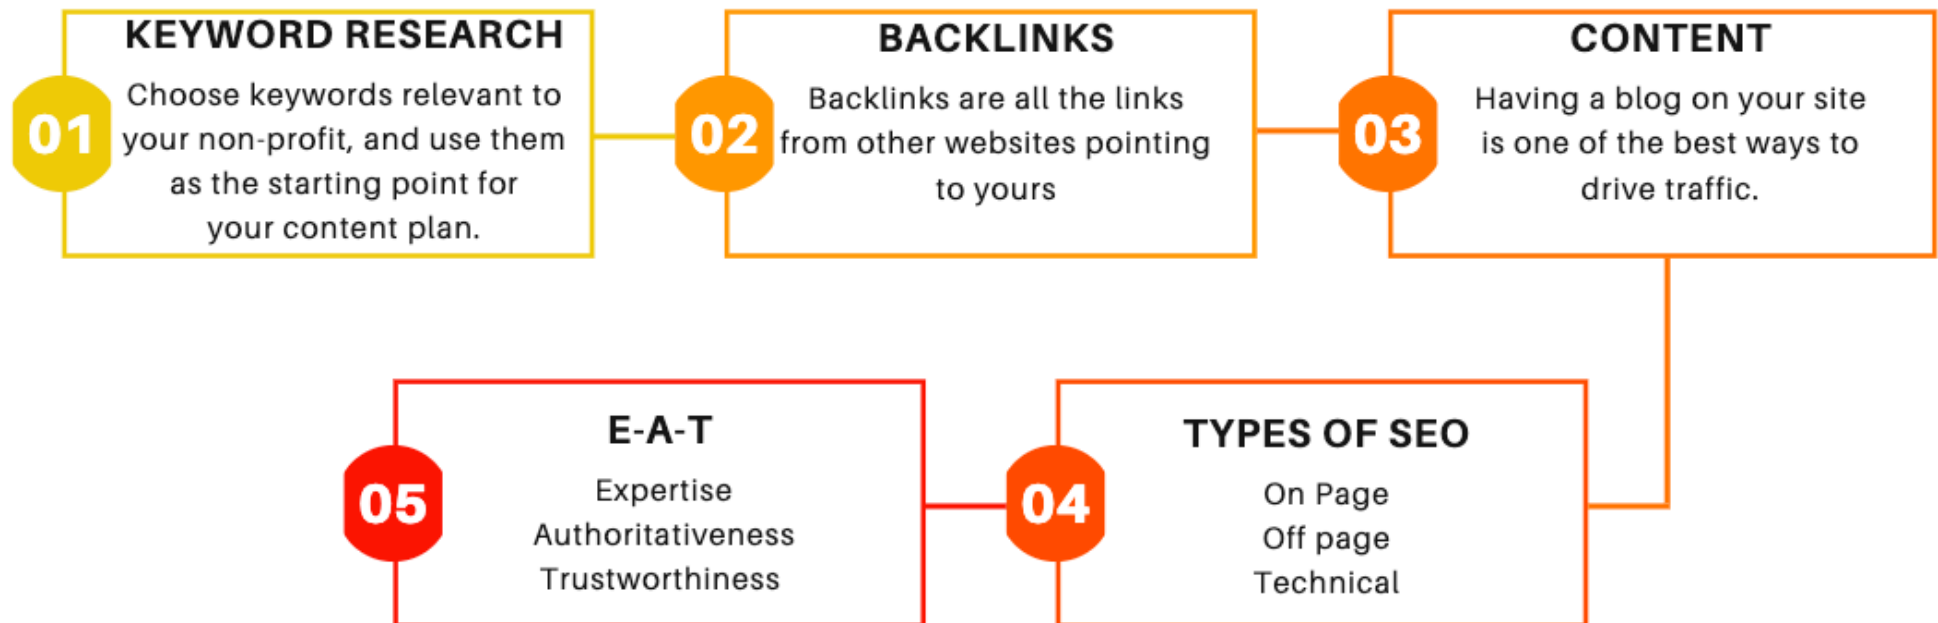 KEYWORD RESEARCH
01
Choose keywords relevant to
your non-profit, and use them
as the starting point for
your content plan.
BACKLINKS
02
Backlinks are all the links
from other websites pointing
to yours
CONTENT
03
Having a blog on your site
is one of the best ways to
drive traffic.
TYPES OF SEO
04
On Page
Off page
Technical
E-A-T
05
Expertise
Authoritativeness
Trustworthiness